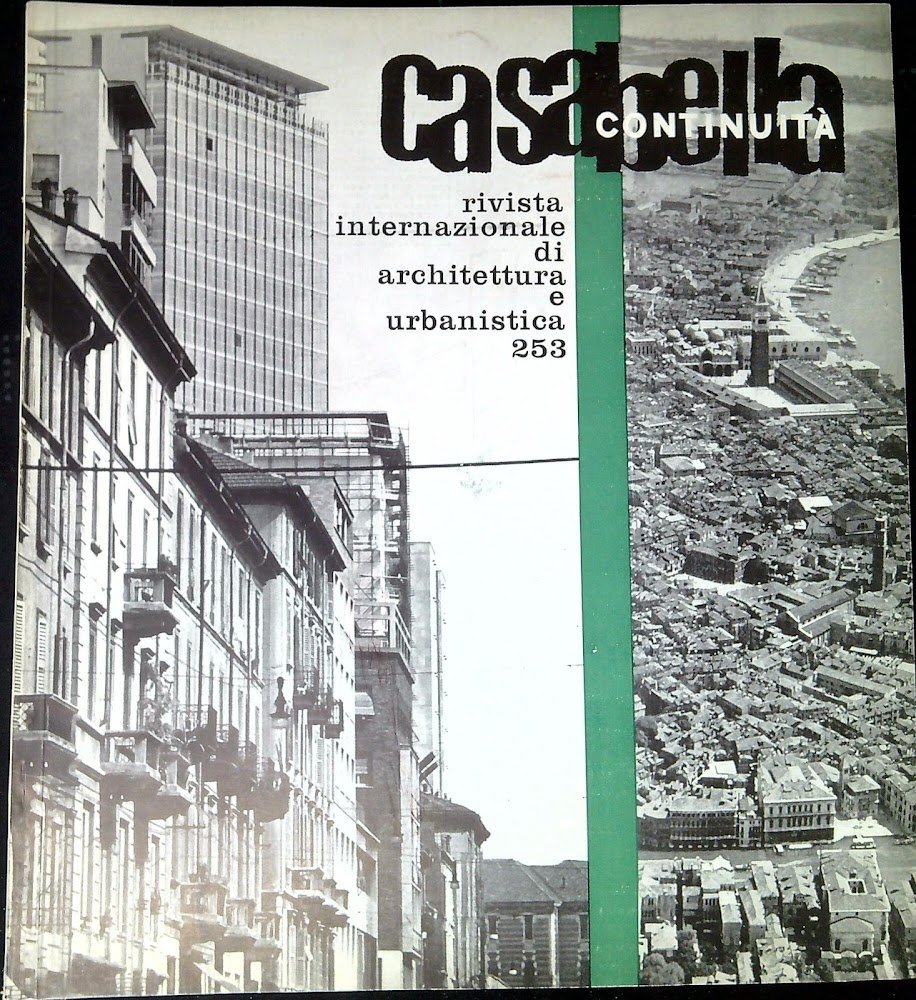 casabella
CONTINUITÀ
rivista
internazionale
di
architettura
e
urbanistica
253